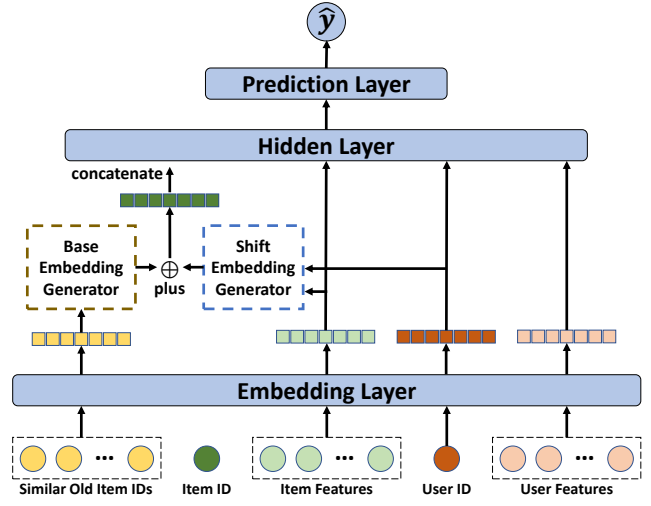 ŷ
Prediction Layer
Hidden Layer
concatenate
Base
Embedding
Generator
plus
Shift
Embedding
Generator
Embedding Layer
...
...
...
Similar Old Item IDs
Item ID
Item Features
User ID
User Features